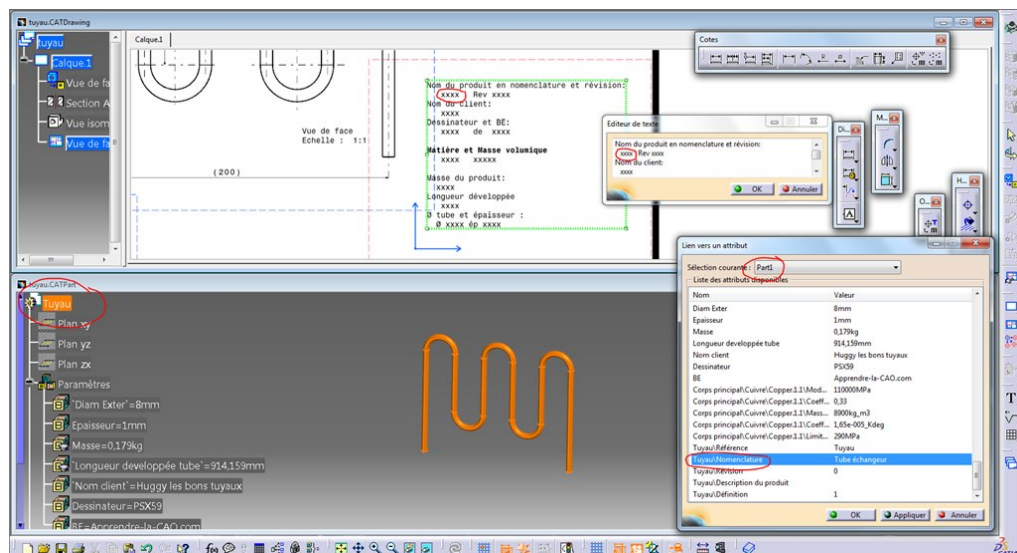 tuyau.CATDrawing
tuyau
Calque.1
Vue de fa
Section A
Vue isom
Vue de fa
Calque.1
(200)
Vue de face
Echelle : 1:1
Nom du produit en nomenclature et révision:
xxxx Rev xxxx
Nom du client:
xxxx
Dessinateur et BE:
xxxx de xxxx
Matière et Masse volumique
xxxx xxxxx
Masse du produit:
xxxx
Longueur développée
xxxx
Ø tube et épaisseur :
Ø xxxx ép xxxx
Cotes
Editeur de texte
Nom du produit en nomenclature et révision:
xxxx Rev xxxx
Nom du client:
xxxx
OK
Annuler
Di...
M...
O...
H...
tuyau.CATPart
Tuyau
Plan xy
Plan yz
Plan zx
Paramètres
`Diam Exter`=8mm
Epaisseur=1mm
Masse=0,179kg
`Longueur developpée tube`=914,159mm
`Nom client`=Huggy les bons tuyaux
Dessinateur=PSX59
BE=Apprendre-la-CAO.com
Lien vers un attribut
Sélection courante : Part1
Liste des attributs disponibles
Nom Valeur
Diam Exter 8mm
Epaisseur 1mm
Masse 0,179kg
Longueur developpée tube 914,159mm
Nom client Huggy les bons tuyaux
Dessinateur PSX59
BE Apprendre-la-CAO.com
Corps principal\Cuivre\Copper.1.1\Mod... 110000MPa
Corps principal\Cuivre\Copper.1.1\Coeff... 0,33
Corps principal\Cuivre\Copper.1.1\Mass... 8900kg_m3
Corps principal\Cuivre\Copper.1.1\Coeff... 1,65e-005_Kdeg
Corps principal\Cuivre\Copper.1.1\Limit... 290MPa
Tuyau\Référence Tuyau
Tuyau\Nomenclature Tube échangeur
Tuyau\Révision 0
Tuyau\Description du produit
Tuyau\Définition 1
OK
Appliquer
Annuler